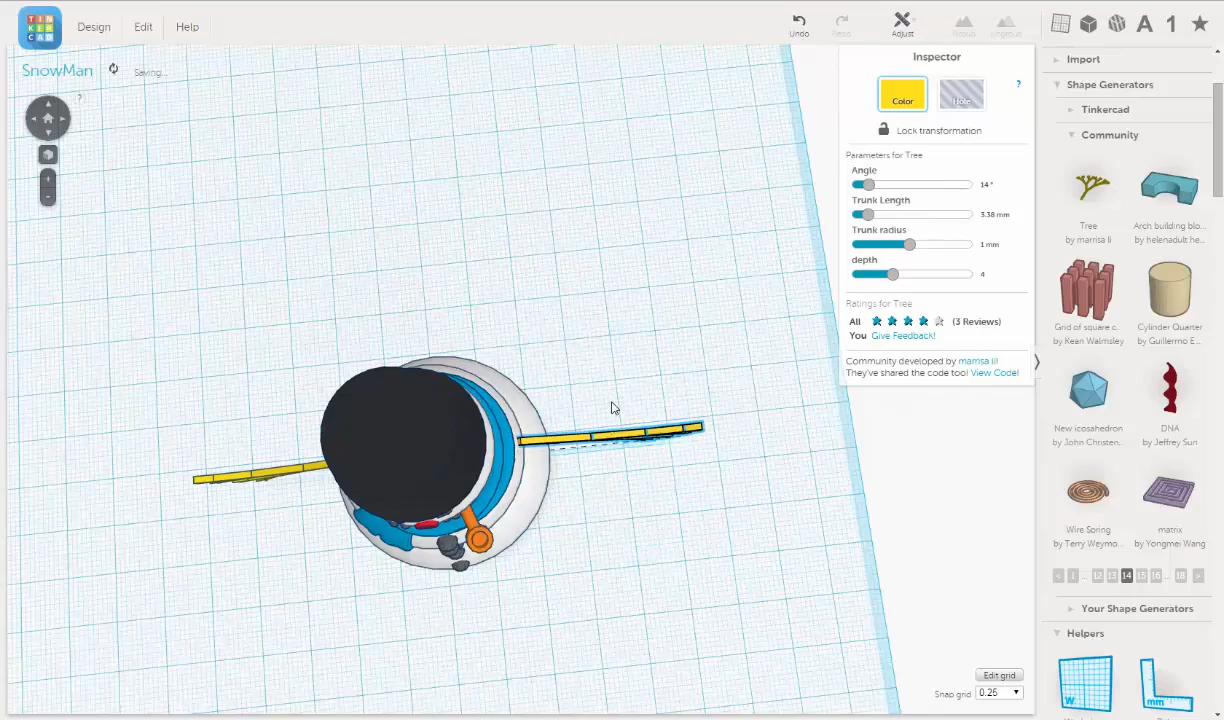 TIN
KER
CAD
Design
Edit
Help
Undo
Redo
Adjust
Group
Ungroup
A
1
SnowMan
Saving...
?
+
-
Inspector
Color
Hole
?
Lock transformation
Parameters for Tree
Angle
14 °
Trunk Length
3.38 mm
Trunk radius
1 mm
depth
4
Ratings for Tree
All
(3 Reviews)
You Give Feedback!
Community developed by marrisa li!
They've shared the code too! View Code!
Edit grid
Snap grid 0.25
Import
Shape Generators
Tinkercad
Community
Tree
by marrisa li
Arch building blo...
by helenadult he...
Grid of square c...
by Kean Walmsley
Cylinder Quarter
by Guillermo E...
New icosahedron
by John Christen...
DNA
by Jeffrey Sun
Wire Spring
by Terry Weymo...
matrix
by Yongmei Wang
< 1 ... 12 13 14 15 16 ... 18 >
Your Shape Generators
Helpers
W
mm